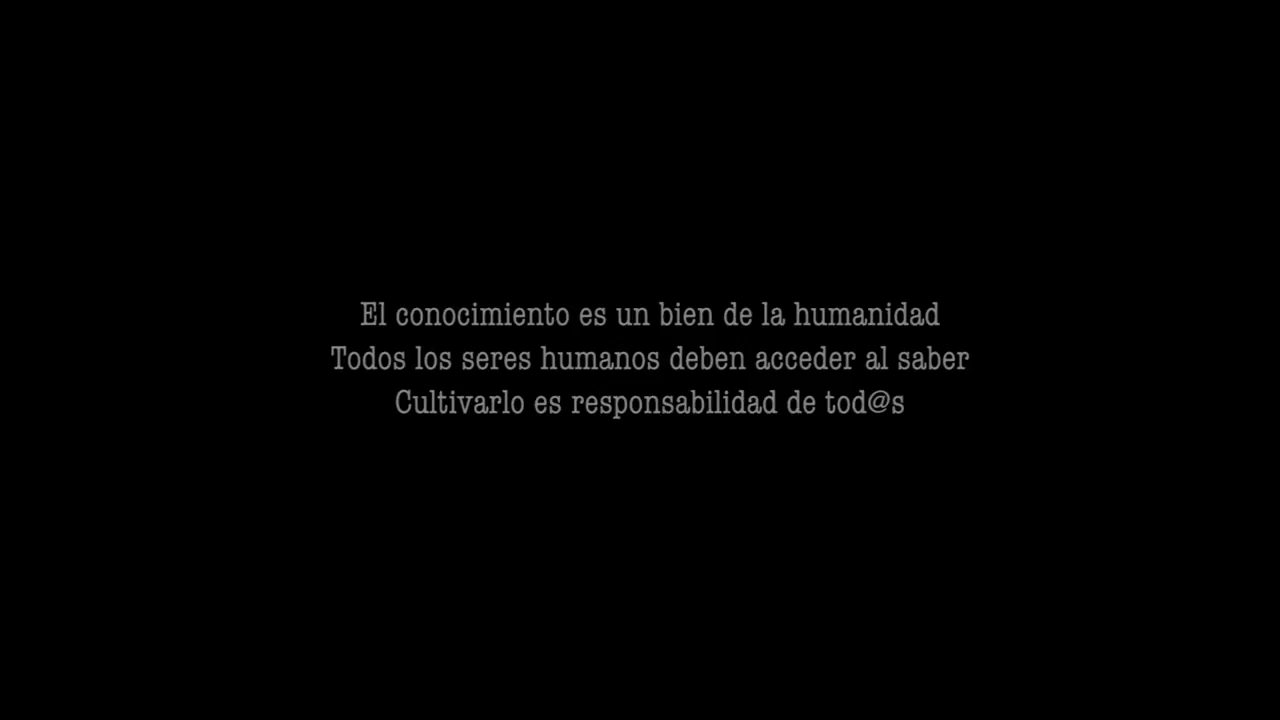 El conocimiento es un bien de la humanidad
Todos los seres humanos deben acceder al saber
Cultivarlo es responsabilidad de tod@s